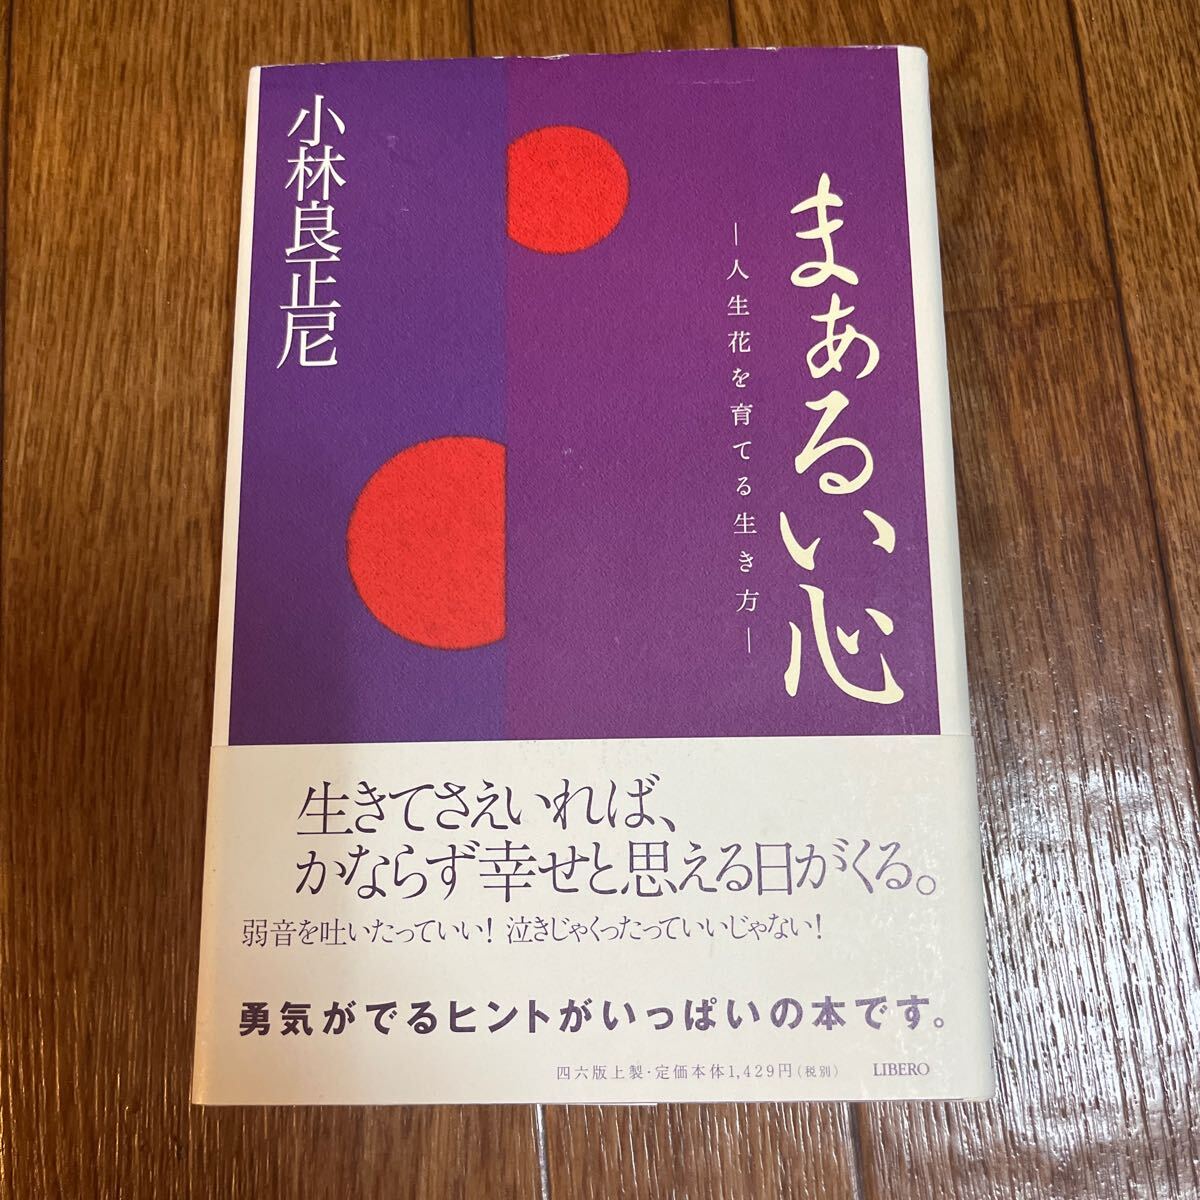 まぁるい心
―人生花を育てる生き方―
小林良正尼
生きてさえいれば、
かならず幸せと思える日がくる。
弱音を吐いたっていい！泣きじゃくったっていいじゃない！
勇気がでるヒントがいっぱいの本です。
四六版上製・定価本体1,429円（税別） LIBERO